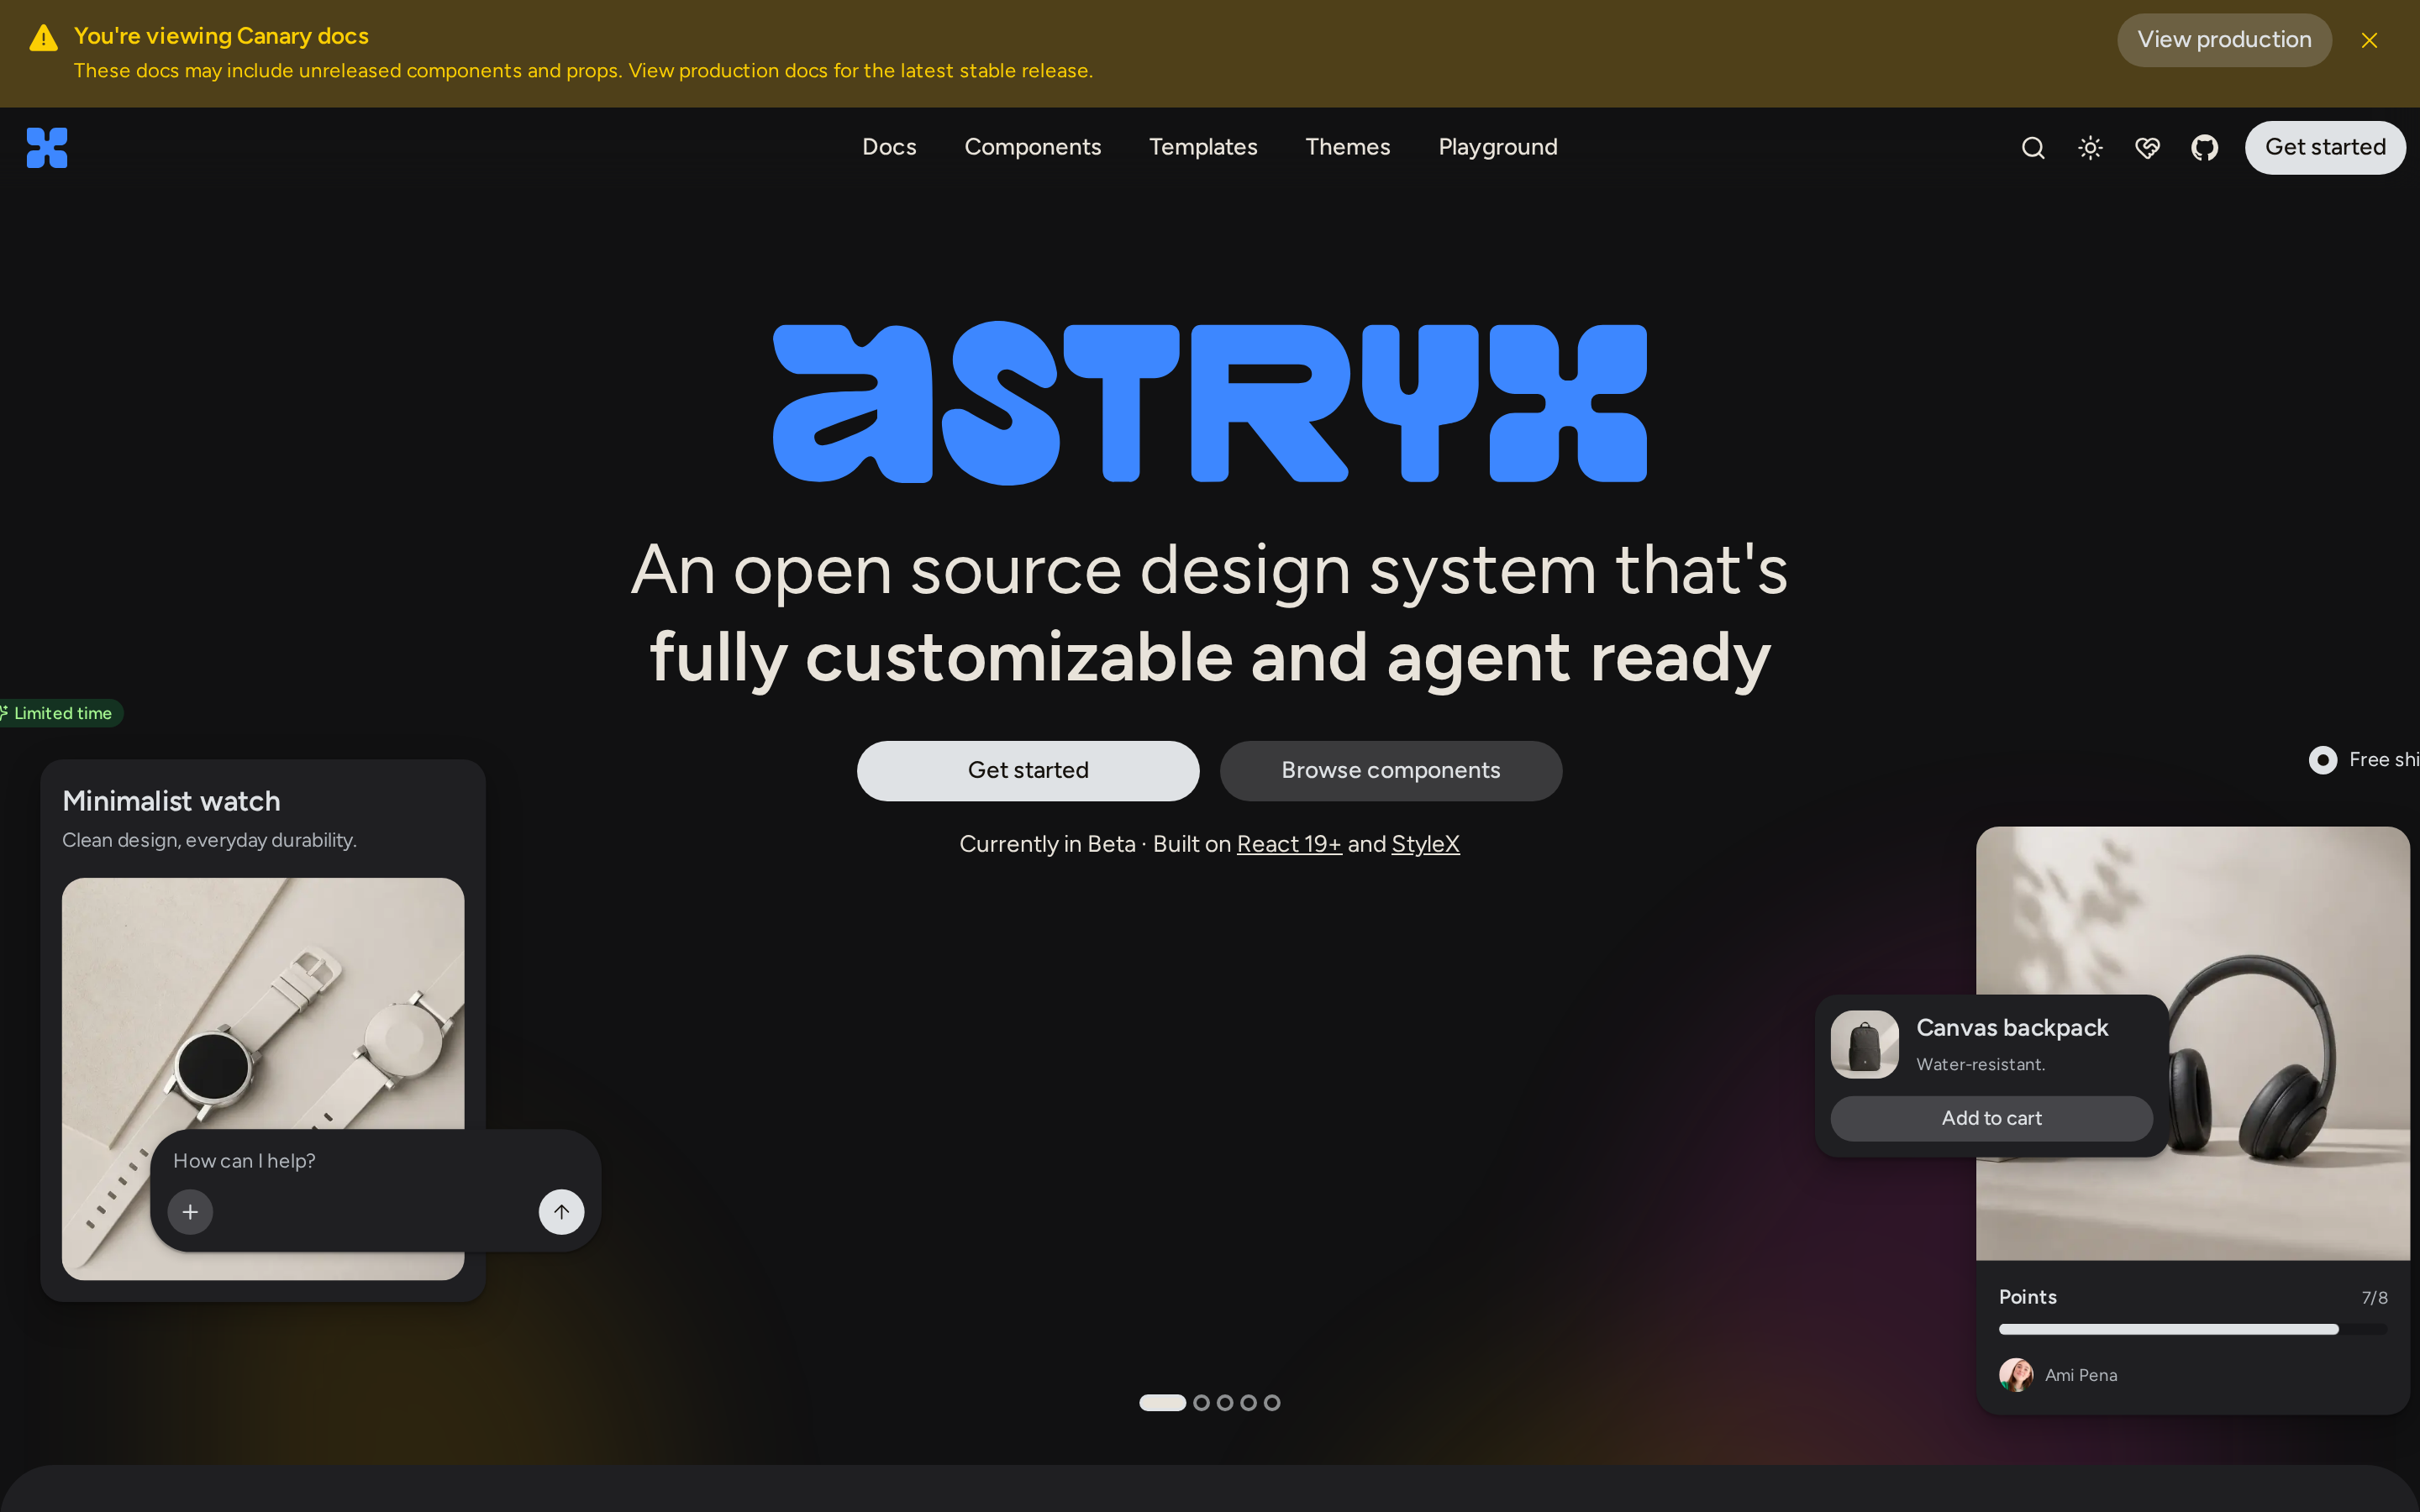 You're viewing Canary docs
These docs may include unreleased components and props. View production docs for the latest stable release.
View production
Docs
Components
Templates
Themes
Playground
Get started
aSTRYX
An open source design system that's
fully customizable and agent ready
Limited time
Get started
Browse components
Currently in Beta · Built on React 19+ and StyleX
Minimalist watch
Clean design, everyday durability.
How can I help?
Free shi
Canvas backpack
Water-resistant.
Add to cart
Points
7/8
Ami Pena